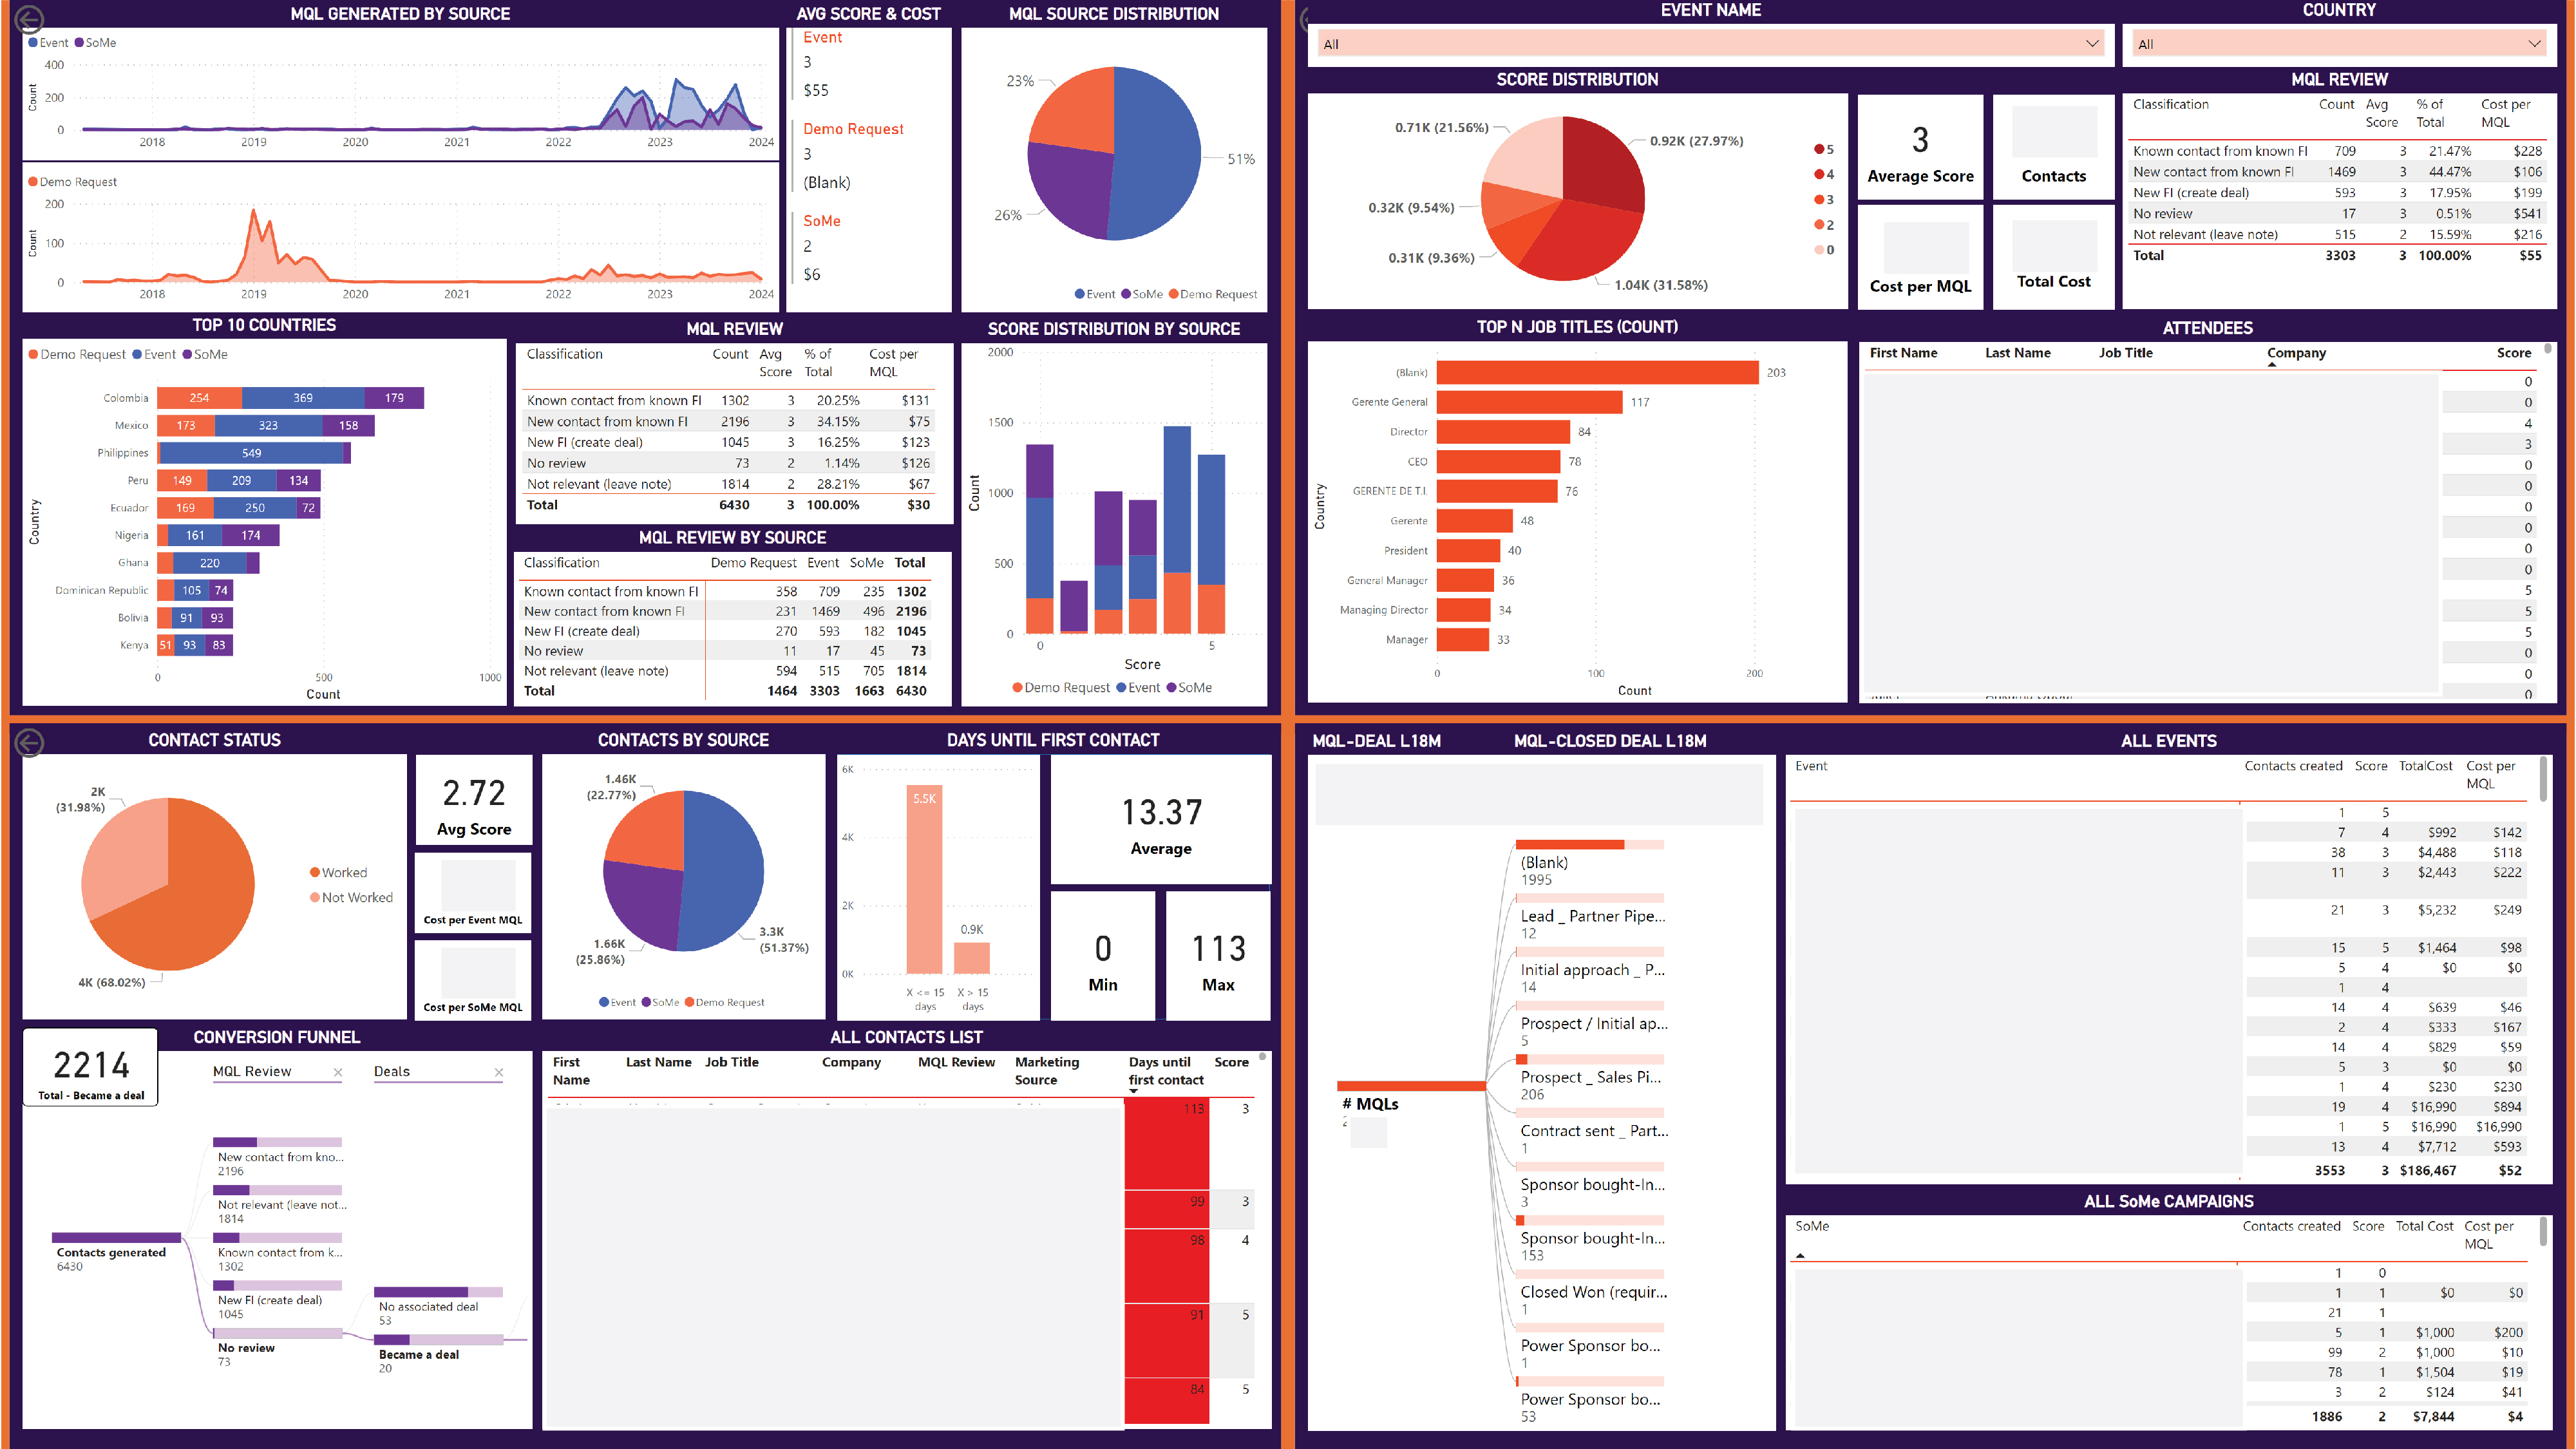 MQL GENERATED BY SOURCE
Event SoMe
Count
400
200
0
2018 2019 2020 2021 2022 2023 2024
Demo Request
Count
200
100
0
2018 2019 2020 2021 2022 2023 2024
AVG SCORE & COST
Event
3
$55
Demo Request
3
(Blank)
SoMe
2
$6
MQL SOURCE DISTRIBUTION
23%
51%
26%
Event SoMe Demo Request
TOP 10 COUNTRIES
Demo Request Event SoMe
Country
Colombia 254 369 179
Mexico 173 323 158
Philippines 549
Peru 149 209 134
Ecuador 169 250 72
Nigeria 161 174
Ghana 220
Dominican Republic 105 74
Bolivia 91 93
Kenya 51 93 83
0 500 1000
Count
MQL REVIEW
Classification Count Avg Score % of Total Cost per MQL
Known contact from known FI 1302 3 20.25% $131
New contact from known FI 2196 3 34.15% $75
New FI (create deal) 1045 3 16.25% $123
No review 73 2 1.14% $126
Not relevant (leave note) 1814 2 28.21% $67
Total 6430 3 100.00% $30
MQL REVIEW BY SOURCE
Classification Demo Request Event SoMe Total
Known contact from known FI 358 709 235 1302
New contact from known FI 231 1469 496 2196
New FI (create deal) 270 593 182 1045
No review 11 17 45 73
Not relevant (leave note) 594 515 705 1814
Total 1464 3303 1663 6430
SCORE DISTRIBUTION BY SOURCE
Count
2000
1500
1000
500
0
0 5
Score
Demo Request Event SoMe
EVENT NAME
All
COUNTRY
All
SCORE DISTRIBUTION
0.71K (21.56%)
0.92K (27.97%)
0.32K (9.54%)
0.31K (9.36%)
1.04K (31.58%)
5
4
3
2
0
3
Average Score
Contacts
Cost per MQL
Total Cost
MQL REVIEW
Classification Count Avg Score % of Total Cost per MQL
Known contact from known FI 709 3 21.47% $228
New contact from known FI 1469 3 44.47% $106
New FI (create deal) 593 3 17.95% $199
No review 17 3 0.51% $541
Not relevant (leave note) 515 2 15.59% $216
Total 3303 3 100.00% $55
TOP N JOB TITLES (COUNT)
Country
(Blank) 203
Gerente General 117
Director 84
CEO 78
GERENTE DE T.I. 76
Gerente 48
President 40
General Manager 36
Managing Director 34
Manager 33
0 100 200
Count
ATTENDEES
First Name Last Name Job Title Company Score
0
0
4
3
0
0
0
0
0
0
5
5
5
0
0
0
CONTACT STATUS
2K
(31.98%)
4K (68.02%)
Worked
Not Worked
2.72
Avg Score
Cost per Event MQL
Cost per SoMe MQL
CONTACTS BY SOURCE
1.46K
(22.77%)
3.3K
(51.37%)
1.66K
(25.86%)
Event SoMe Demo Request
DAYS UNTIL FIRST CONTACT
6K
4K
2K
0K
5.5K
0.9K
X <= 15 days
X > 15 days
13.37
Average
0
Min
113
Max
2214
Total - Became a deal
CONVERSION FUNNEL
MQL Review ×
Deals ×
Contacts generated
6430
New contact from kno...
2196
Not relevant (leave not...
1814
Known contact from k...
1302
New FI (create deal)
1045
No review
73
No associated deal
53
Became a deal
20
ALL CONTACTS LIST
First Name Last Name Job Title Company MQL Review Marketing Source Days until first contact Score
113 3
99 3
98 4
91 5
84 5
MQL-DEAL L18M
MQL-CLOSED DEAL L18M
# MQLs
(Blank)
1995
Lead _ Partner Pipe...
12
Initial approach _ P...
14
Prospect / Initial ap...
5
Prospect _ Sales Pi...
206
Contract sent _ Part...
1
Sponsor bought-In...
3
Sponsor bought-In...
153
Closed Won (requir...
1
Power Sponsor bo...
1
Power Sponsor bo...
53
ALL EVENTS
Event Contacts created Score TotalCost Cost per MQL
1 5
7 4 $992 $142
38 3 $4,488 $118
11 3 $2,443 $222
21 3 $5,232 $249
15 5 $1,464 $98
5 4 $0 $0
1 4
14 4 $639 $46
2 4 $333 $167
14 4 $829 $59
5 3 $0 $0
1 4 $230 $230
19 4 $16,990 $894
1 5 $16,990 $16,990
13 4 $7,712 $593
3553 3 $186,467 $52
ALL SoMe CAMPAIGNS
SoMe Contacts created Score Total Cost Cost per MQL
1 0
1 1 $0 $0
21 1
5 1 $1,000 $200
99 2 $1,000 $10
78 1 $1,504 $19
3 2 $124 $41
1886 2 $7,844 $4